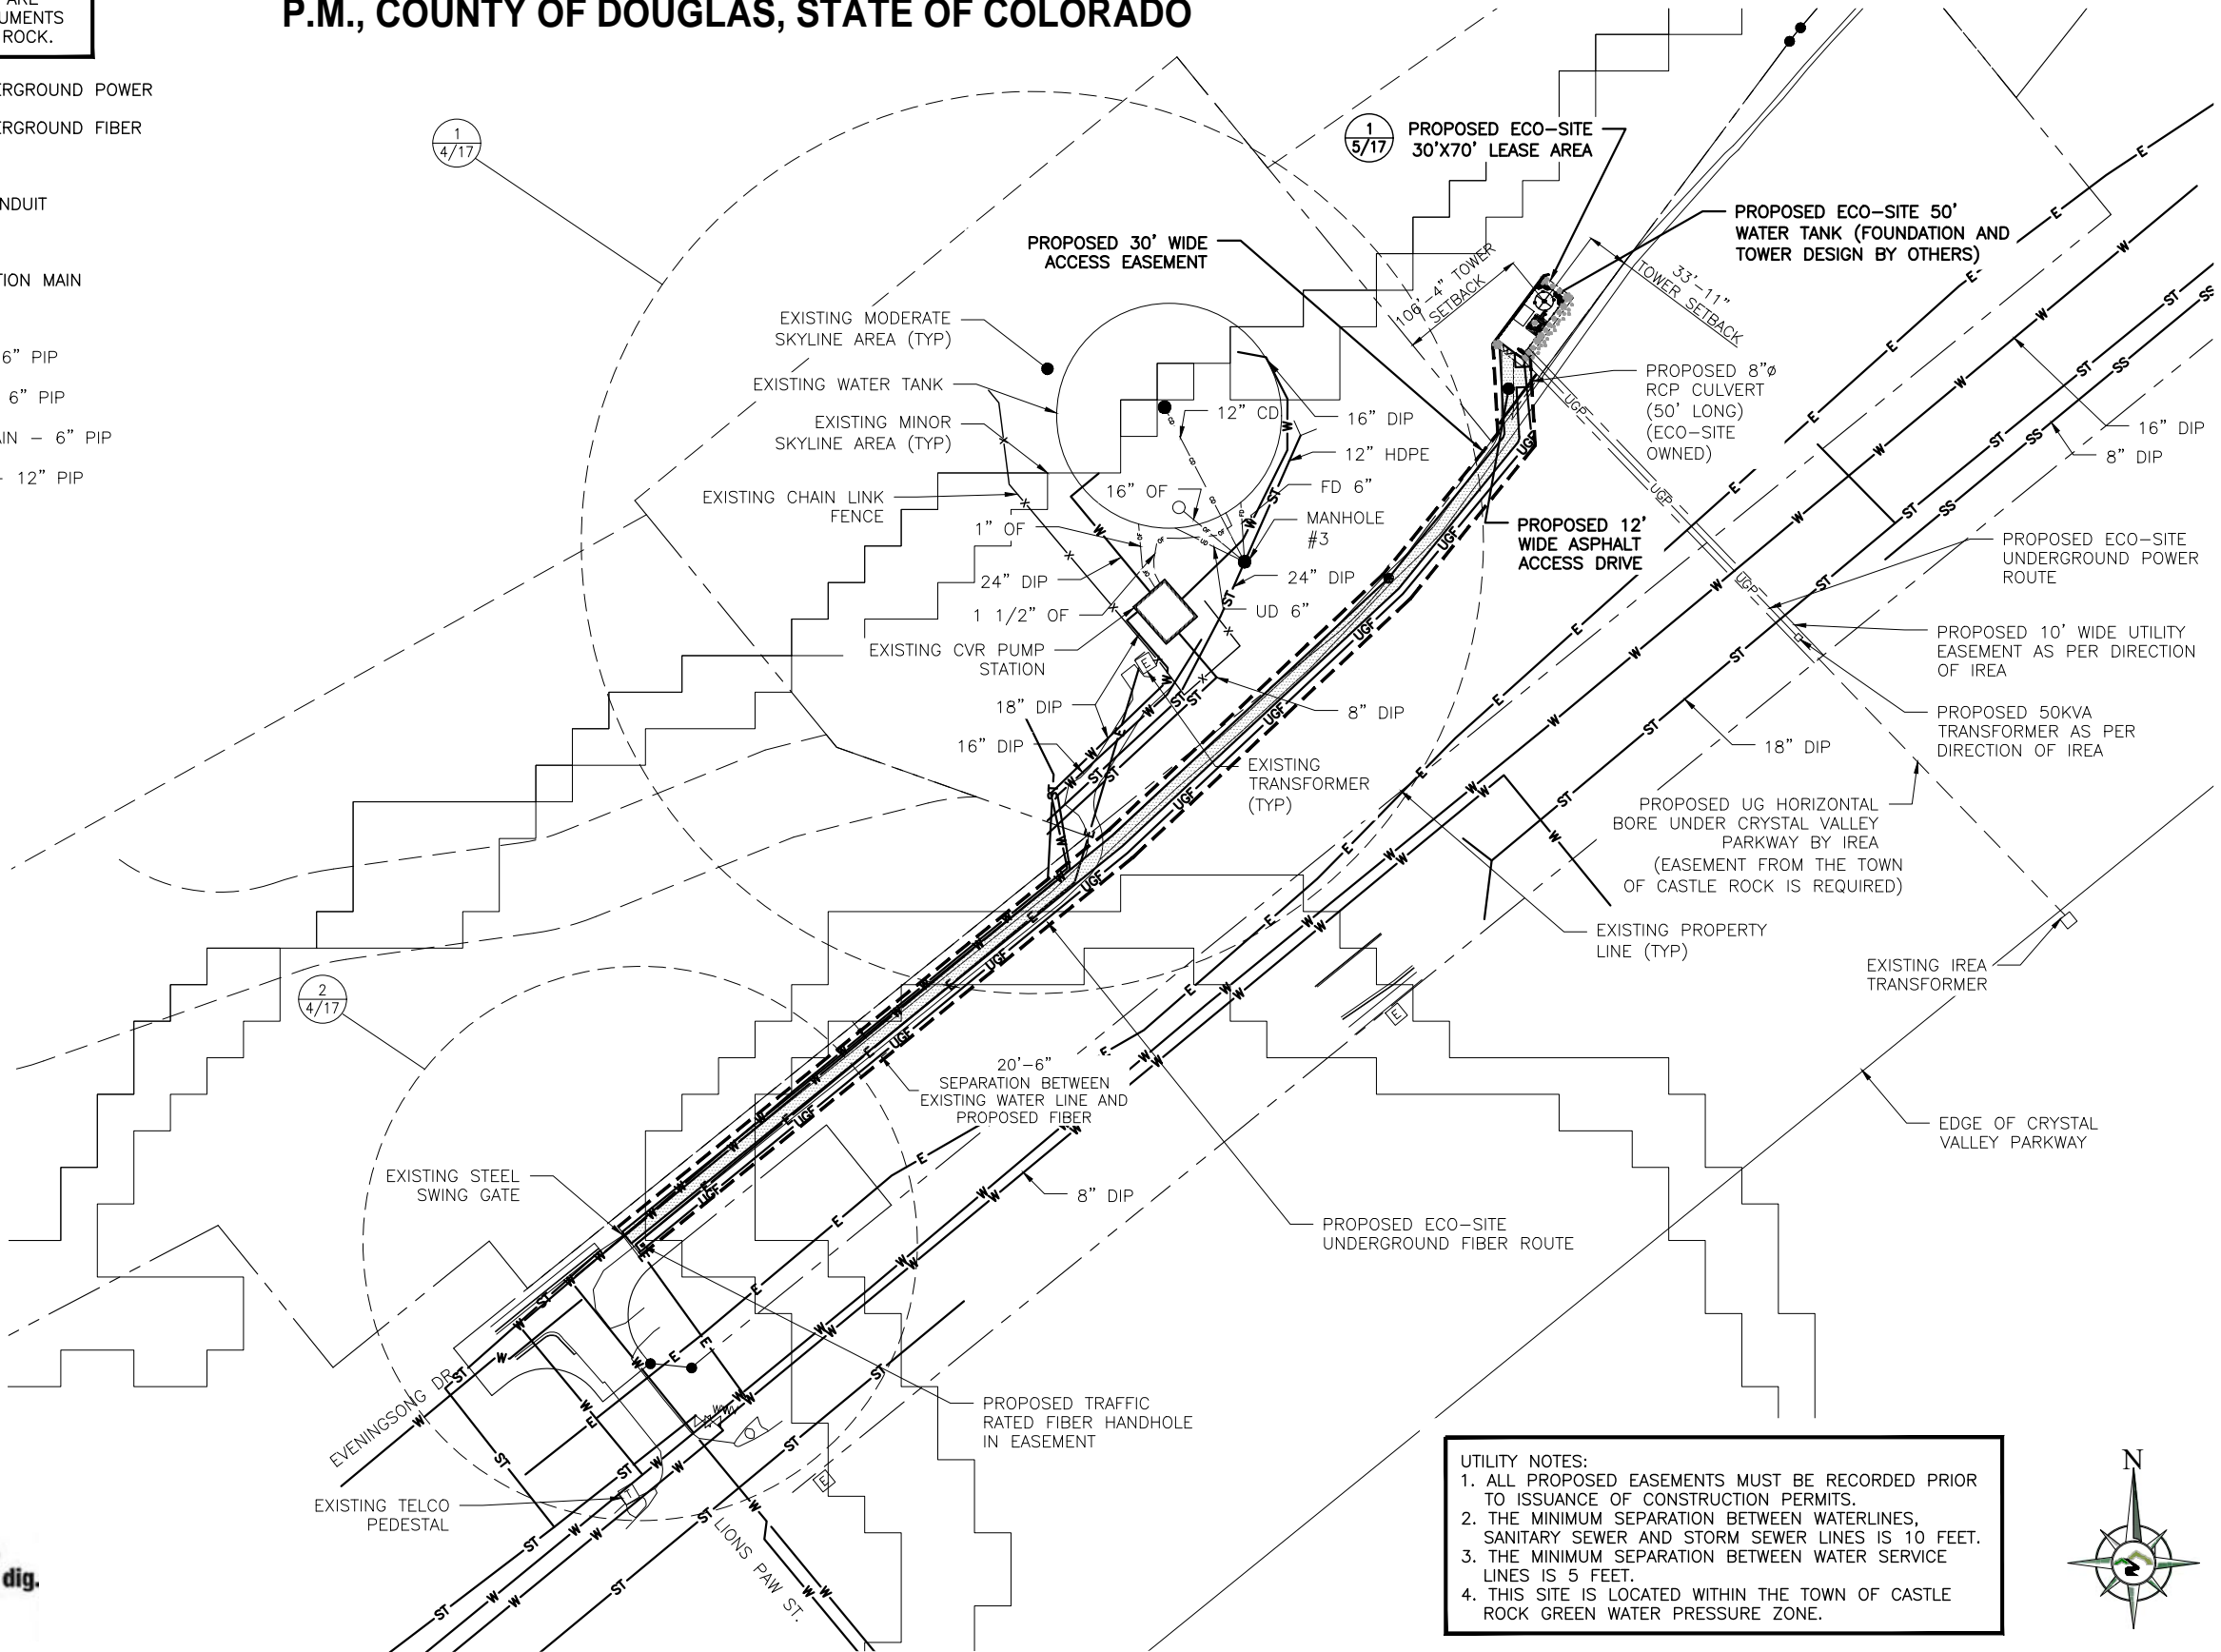 ARE
UMENTS
ROCK.
P.M., COUNTY OF DOUGLAS, STATE OF COLORADO
ERGROUND POWER
ERGROUND FIBER
NDUIT
TION MAIN
6" PIP
6" PIP
AIN – 6" PIP
– 12" PIP
1
4/17
1
5/17
PROPOSED ECO–SITE
30'X70' LEASE AREA
PROPOSED ECO–SITE 50'
WATER TANK (FOUNDATION AND
TOWER DESIGN BY OTHERS)
PROPOSED 30' WIDE
ACCESS EASEMENT
106'–4" TOWER
SETBACK
33'–11"
TOWER SETBACK
EXISTING MODERATE
SKYLINE AREA (TYP)
EXISTING WATER TANK
EXISTING MINOR
SKYLINE AREA (TYP)
EXISTING CHAIN LINK
FENCE
12" CD
16" DIP
12" HDPE
16" OF
FD 6"
MANHOLE
#3
1" OF
24" DIP
24" DIP
1 1/2" OF
UD 6"
EXISTING CVR PUMP
STATION
18" DIP
8" DIP
16" DIP
EXISTING
TRANSFORMER
(TYP)
PROPOSED 8"ø
RCP CULVERT
(50' LONG)
(ECO–SITE
OWNED)
16" DIP
8" DIP
PROPOSED 12'
WIDE ASPHALT
ACCESS DRIVE
PROPOSED ECO–SITE
UNDERGROUND POWER
ROUTE
PROPOSED 10' WIDE UTILITY
EASEMENT AS PER DIRECTION
OF IREA
PROPOSED 50KVA
TRANSFORMER AS PER
DIRECTION OF IREA
18" DIP
PROPOSED UG HORIZONTAL
BORE UNDER CRYSTAL VALLEY
PARKWAY BY IREA
(EASEMENT FROM THE TOWN
OF CASTLE ROCK IS REQUIRED)
EXISTING PROPERTY
LINE (TYP)
EXISTING IREA
TRANSFORMER
EDGE OF CRYSTAL
VALLEY PARKWAY
2
4/17
20'–6"
SEPARATION BETWEEN
EXISTING WATER LINE AND
PROPOSED FIBER
EXISTING STEEL
SWING GATE
8" DIP
PROPOSED ECO–SITE
UNDERGROUND FIBER ROUTE
PROPOSED TRAFFIC
RATED FIBER HANDHOLE
IN EASEMENT
EVENINGSONG DR.
EXISTING TELCO
PEDESTAL
LIONS PAW ST.
dig.
UTILITY NOTES:
1. ALL PROPOSED EASEMENTS MUST BE RECORDED PRIOR
TO ISSUANCE OF CONSTRUCTION PERMITS.
2. THE MINIMUM SEPARATION BETWEEN WATERLINES,
SANITARY SEWER AND STORM SEWER LINES IS 10 FEET.
3. THE MINIMUM SEPARATION BETWEEN WATER SERVICE
LINES IS 5 FEET.
4. THIS SITE IS LOCATED WITHIN THE TOWN OF CASTLE
ROCK GREEN WATER PRESSURE ZONE.
N